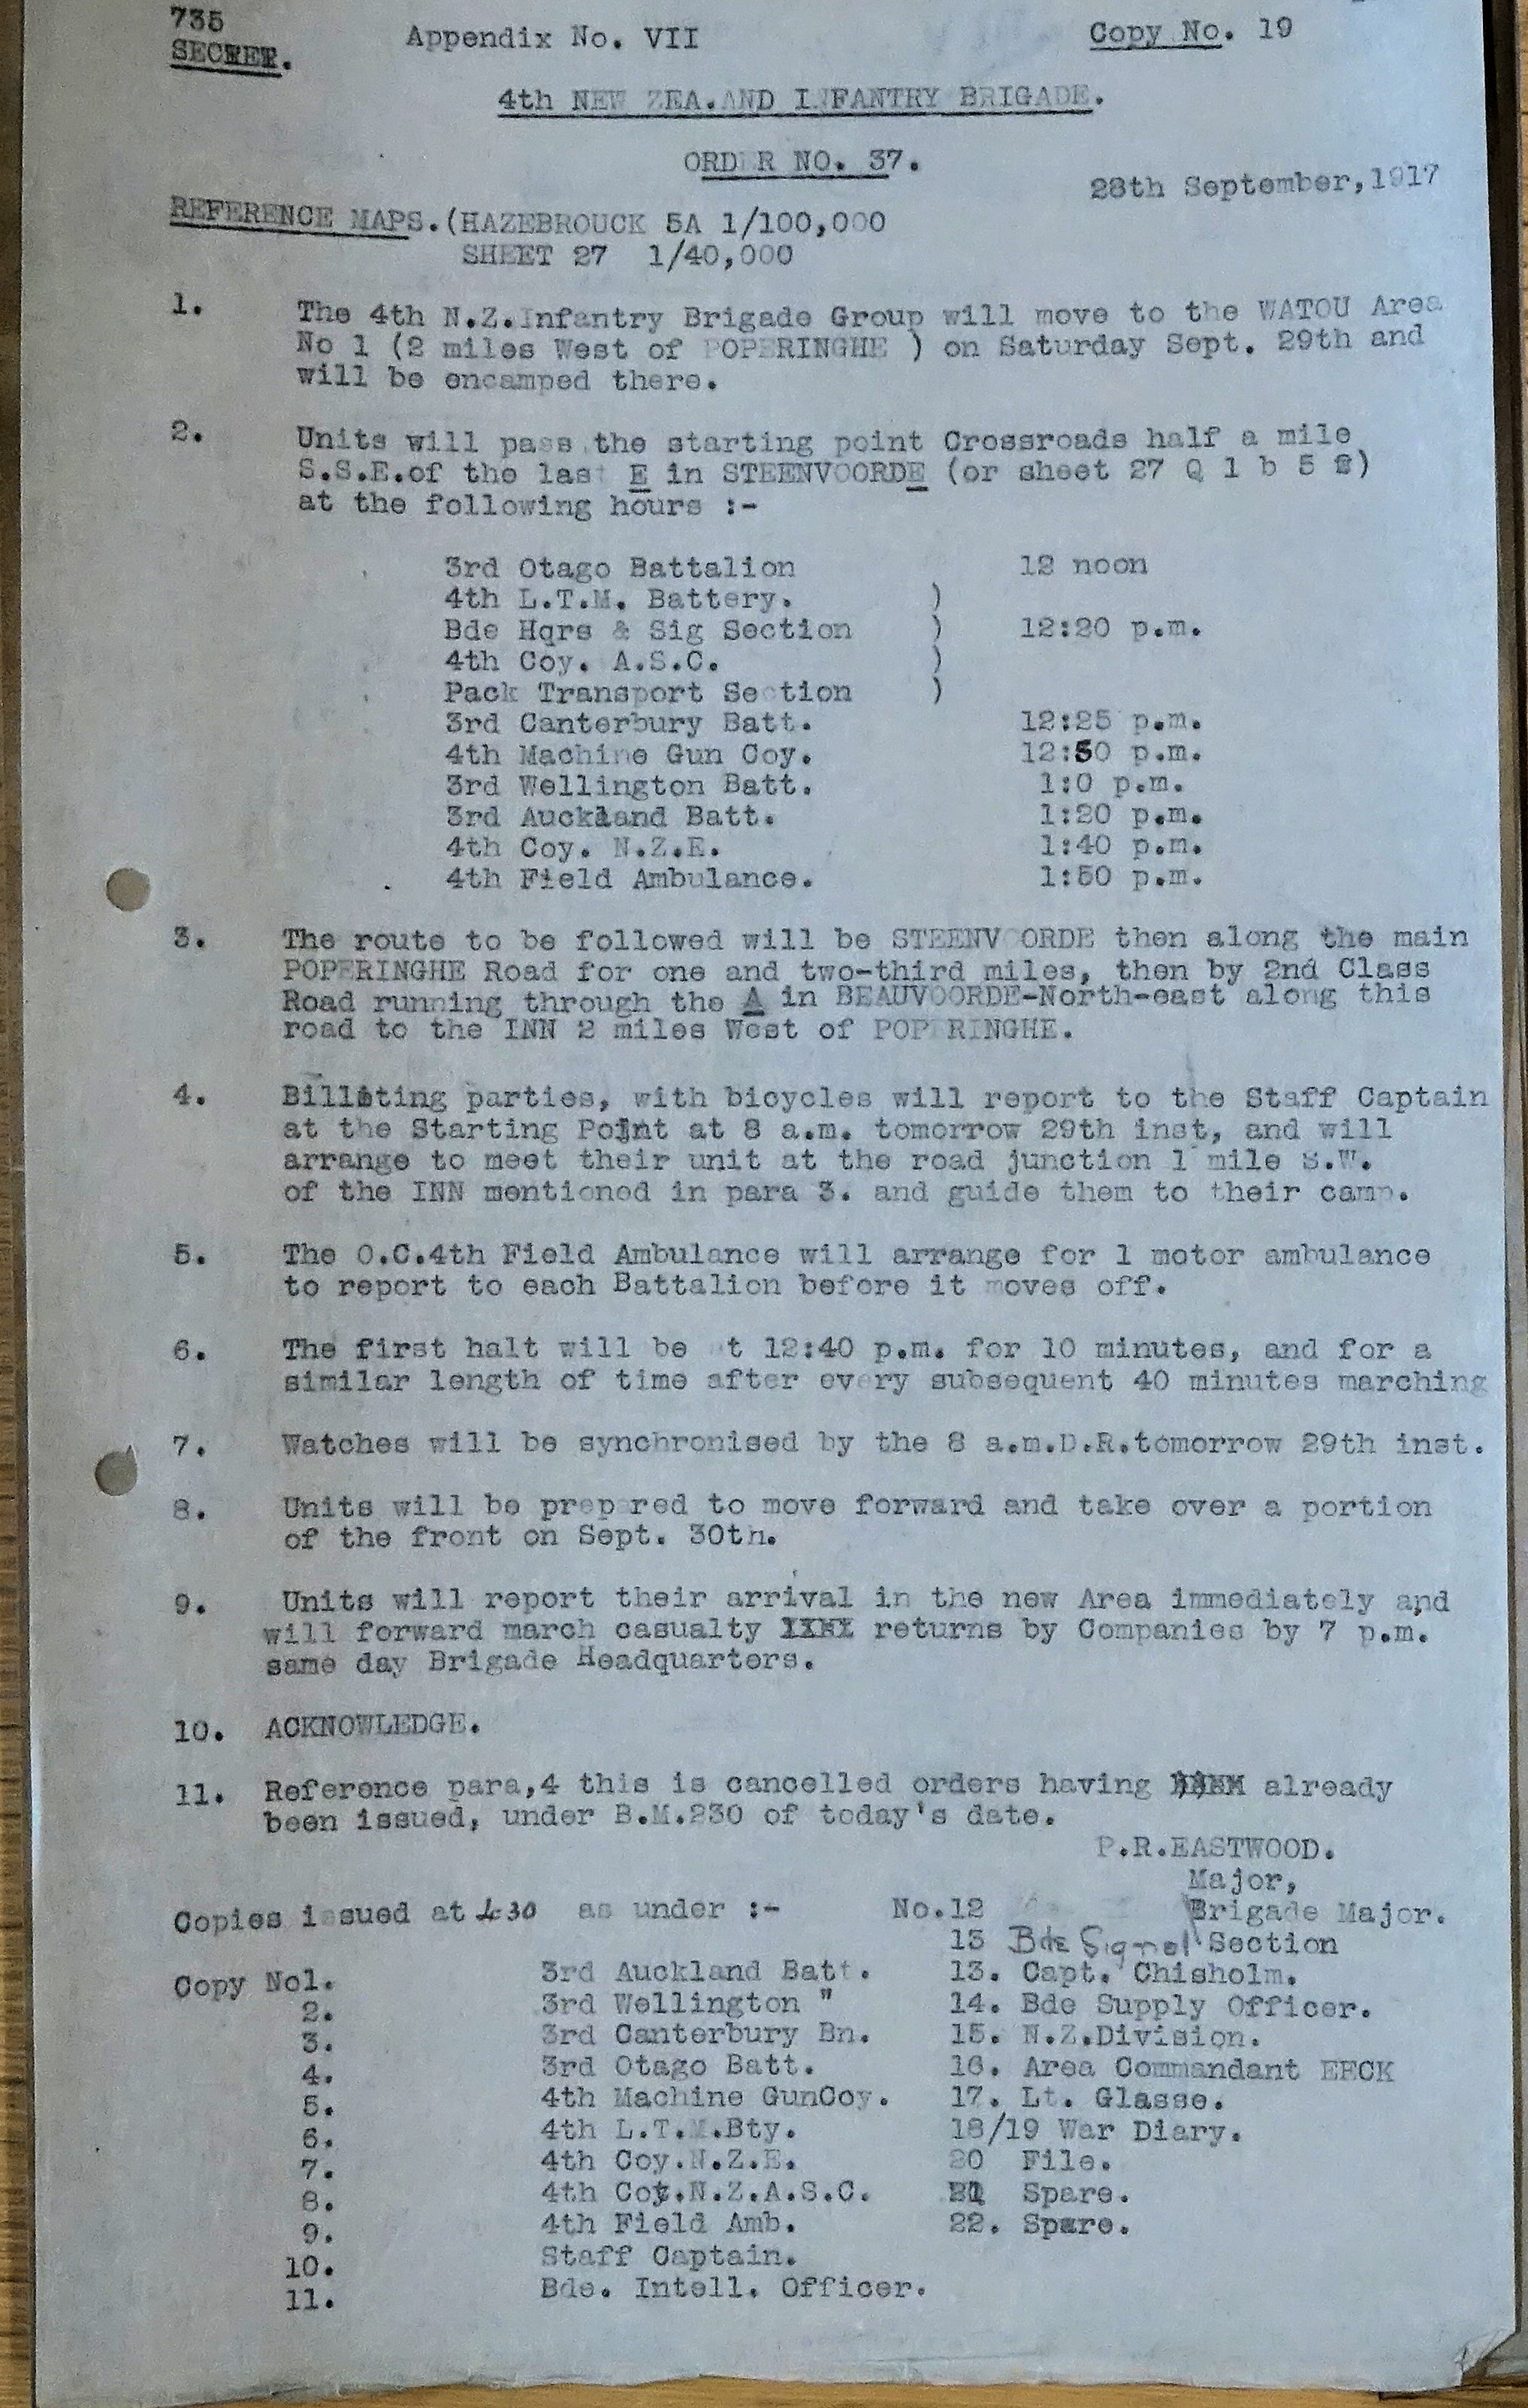 735
SECRET.
Appendix No. VII
Copy No. 19
4th NEW ZEA.AND INFANTRY BRIGADE.
ORDER NO. 37.
28th September,1917
REFERENCE MAPS.(HAZEBROUCK 5A 1/100,000
SHEET 27 1/40,000
1. The 4th N.Z.Infantry Brigade Group will move to the WATOU Area
No 1 (2 miles West of POPERINGHE ) on Saturday Sept. 29th and
will be encamped there.
2. Units will pass the starting point Crossroads half a mile
S.S.E.of the last E in STEENVOORDE (or sheet 27 Q 1 b 5 )
at the following hours :-
3rd Otago Battalion 12 noon
4th L.T.M. Battery. )
Bde Hqrs & Sig Section ) 12:20 p.m.
4th Coy. A.S.C. )
Pack Transport Section )
3rd Canterbury Batt. 12:25 p.m.
4th Machine Gun Coy. 12:50 p.m.
3rd Wellington Batt. 1:0 p.m.
3rd Auckland Batt. 1:20 p.m.
4th Coy. N.Z.E. 1:40 p.m.
4th Field Ambulance. 1:50 p.m.
3. The route to be followed will be STEENVOORDE then along the main
POPERINGHE Road for one and two-third miles, then by 2nd Class
Road running through the A in BEAUVOORDE-North-east along this
road to the INN 2 miles West of POPERINGHE.
4. Billeting parties, with bicycles will report to the Staff Captain
at the Starting Point at 8 a.m. tomorrow 29th inst, and will
arrange to meet their unit at the road junction 1 mile S.W.
of the INN mentioned in para 3. and guide them to their camp.
5. The O.C.4th Field Ambulance will arrange for 1 motor ambulance
to report to each Battalion before it moves off.
6. The first halt will be at 12:40 p.m. for 10 minutes, and for a
similar length of time after every subsequent 40 minutes marching
7. Watches will be synchronised by the 8 a.m.D.R.tomorrow 29th inst.
8. Units will be prepared to move forward and take over a portion
of the front on Sept. 30th.
9. Units will report their arrival in the new Area immediately and
will forward march casualty returns by Companies by 7 p.m.
same day Brigade Headquarters.
10. ACKNOWLEDGE.
11. Reference para,4 this is cancelled orders having already
been issued, under B.M.230 of today's date.
P.R.EASTWOOD.
Major,
Brigade Major.
Copies issued at 4.30 as under :- No.12
13 Bde Signal Section
Copy No1. 3rd Auckland Batt. 13. Capt. Chisholm.
2. 3rd Wellington " 14. Bde Supply Officer.
3. 3rd Canterbury Bn. 15. N.Z.Division.
4. 3rd Otago Batt. 16. Area Commandant EECK
5. 4th Machine GunCoy. 17. Lt. Glasse.
6. 4th L.T.M.Bty. 18/19 War Diary.
7. 4th Coy.N.Z.E. 20 File.
8. 4th Coy.N.Z.A.S.C. 21 Spare.
9. 4th Field Amb. 22. Spare.
10. Staff Captain.
11. Bde. Intell. Officer.